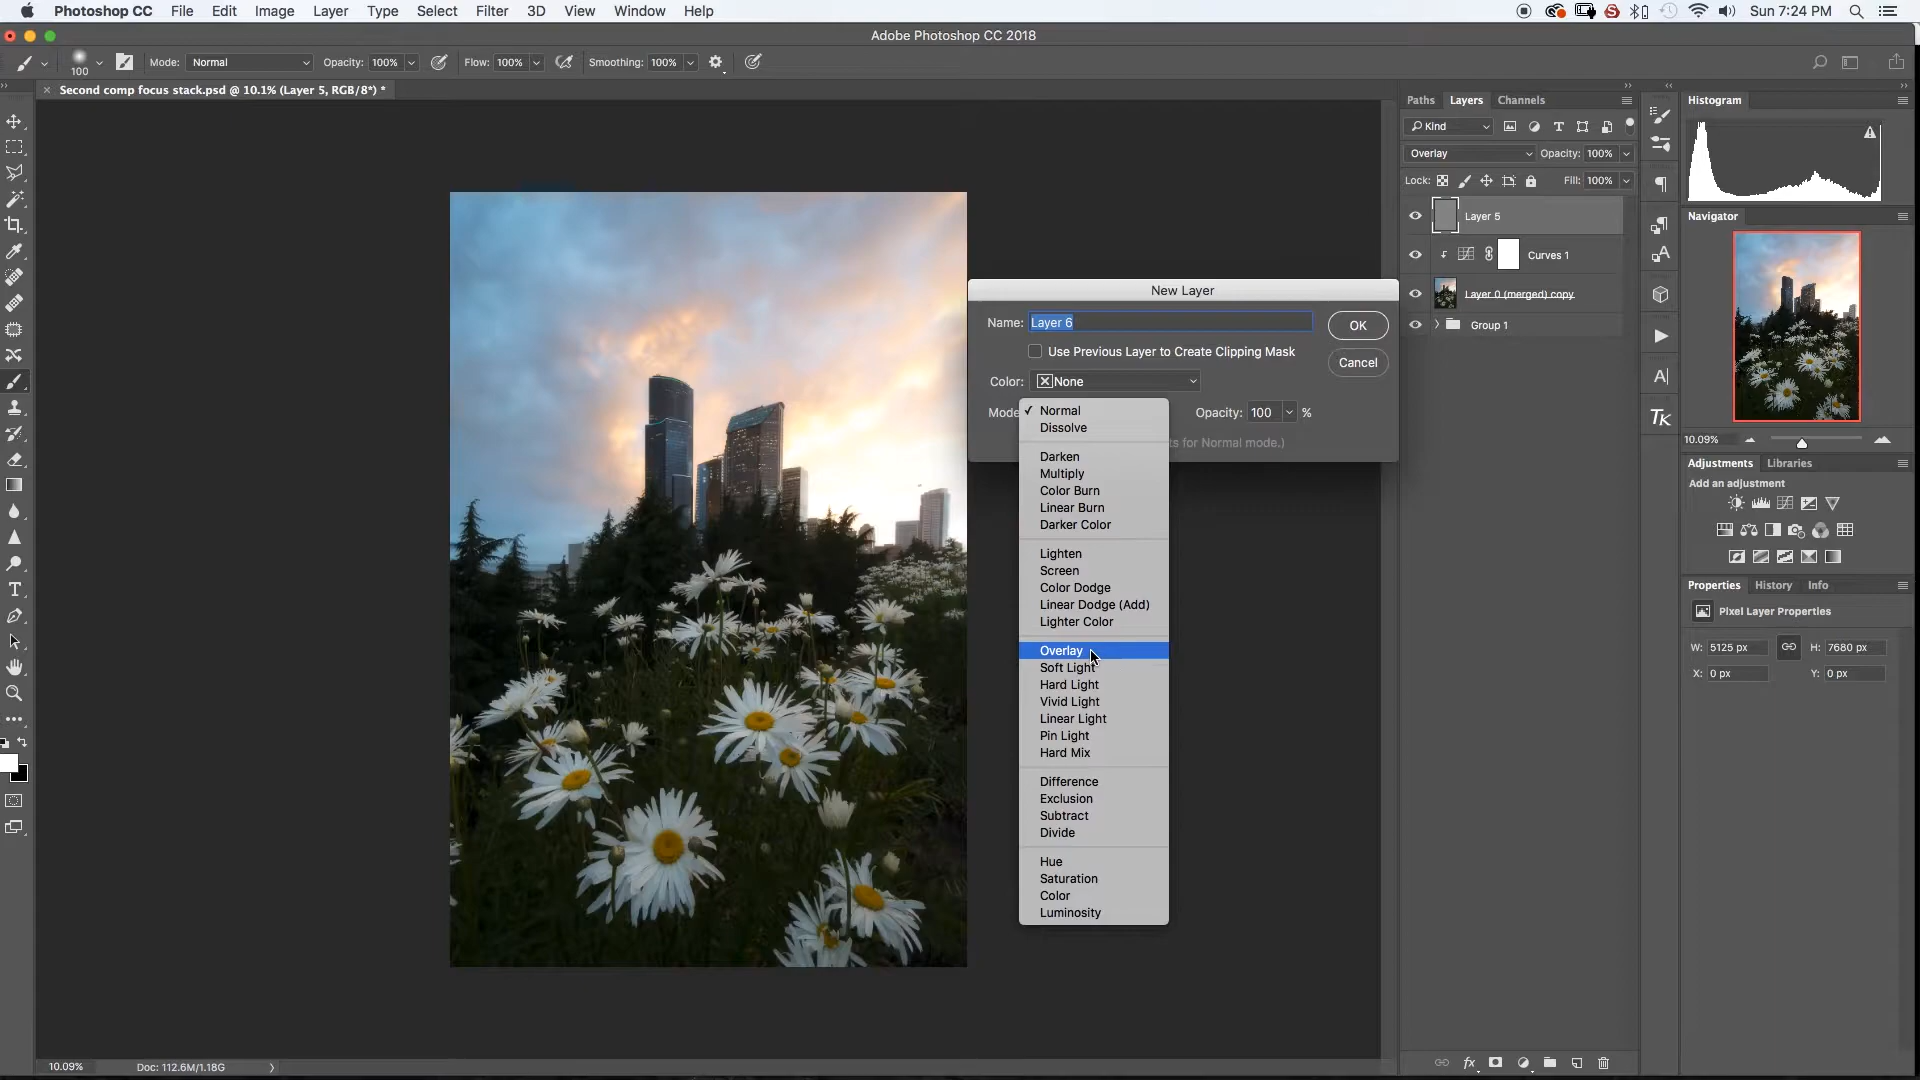 Photoshop CC File Edit Image Layer Type Select Filter 3D View Window Help Sun 7:24 PM
Adobe Photoshop CC 2018
100 Mode: Normal Opacity: 100% Flow: 100% Smoothing: 100%
Second comp focus stack.psd @ 10.1% (Layer 5, RGB/8*) *
Paths Layers Channels
Kind
Overlay Opacity: 100%
Lock: Fill: 100%
Layer 5
Curves 1
Layer 0 (merged) copy
Group 1
New Layer
Name: Layer 6
OK
Use Previous Layer to Create Clipping Mask
Cancel
Color: None
Mode Opacity: 100 %
ts for Normal mode.)
Normal
Dissolve
Darken
Multiply
Color Burn
Linear Burn
Darker Color
Lighten
Screen
Color Dodge
Linear Dodge (Add)
Lighter Color
Overlay
Soft Light
Hard Light
Vivid Light
Linear Light
Pin Light
Hard Mix
Difference
Exclusion
Subtract
Divide
Hue
Saturation
Color
Luminosity
Histogram
Navigator
10.09%
Adjustments Libraries
Add an adjustment
Properties History Info
Pixel Layer Properties
W: 5125 px H: 7680 px
X: 0 px Y: 0 px
TK
10.09% Doc: 112.6M/1.18G